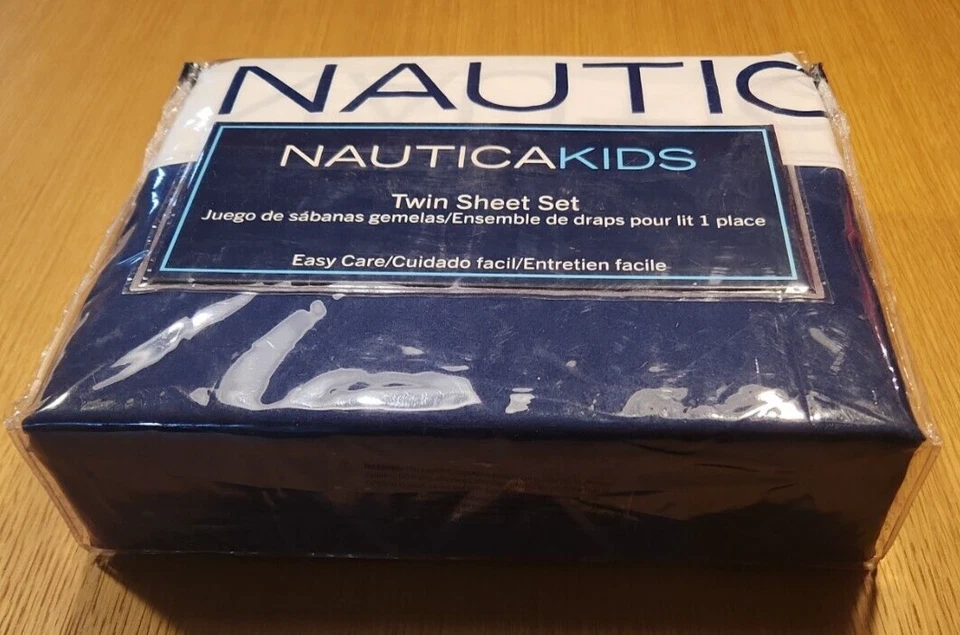 NAUTIC
NAUTICAKIDS
Twin Sheet Set
Juego de sábanas gemelas/Ensemble de draps pour lit 1 place
Easy Care/Cuidado facil/Entretien facile